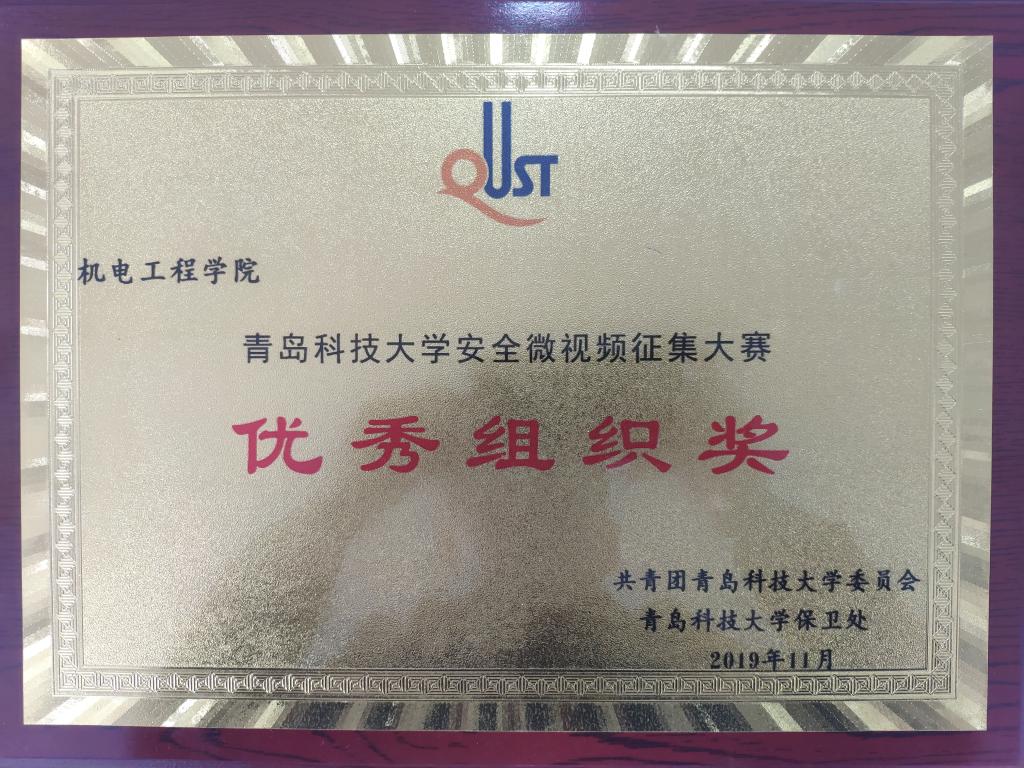 QUST
机电工程学院
青岛科技大学安全微视频征集大赛
优秀组织奖
共青团青岛科技大学委员会
青岛科技大学保卫处
2019年11月